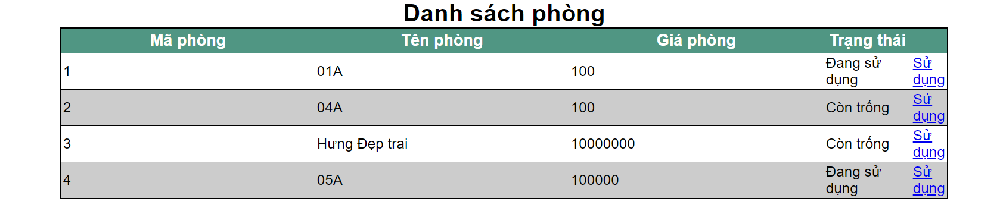 Danh sách phòng
Mã phòng Tên phòng Giá phòng Trạng thái
1 01A 100 Đang sử dụng Sử dụng
2 04A 100 Còn trống Sử dụng
3 Hưng Đẹp trai 10000000 Còn trống Sử dụng
4 05A 100000 Đang sử dụng Sử dụng